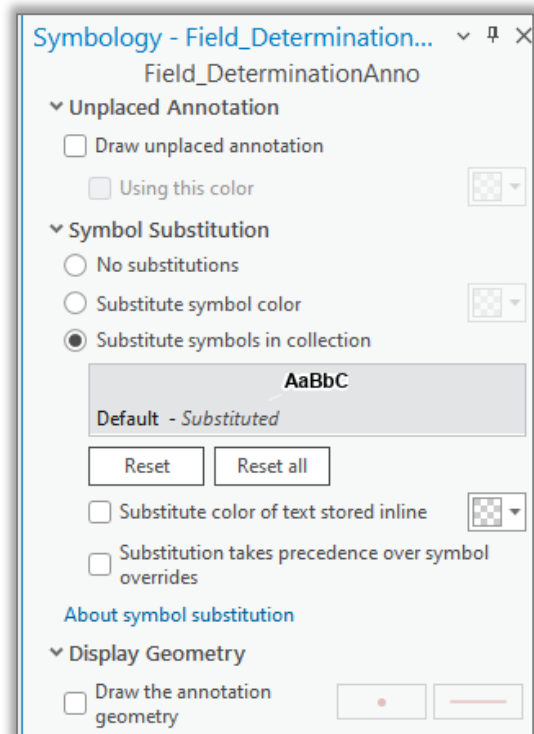 Symbology - Field_Determination...
Field_DeterminationAnno
Unplaced Annotation
Draw unplaced annotation
Using this color
Symbol Substitution
No substitutions
Substitute symbol color
Substitute symbols in collection
AaBbC
Default - Substituted
Reset Reset all
Substitute color of text stored inline
Substitution takes precedence over symbol
overrides
About symbol substitution
Display Geometry
Draw the annotation
geometry